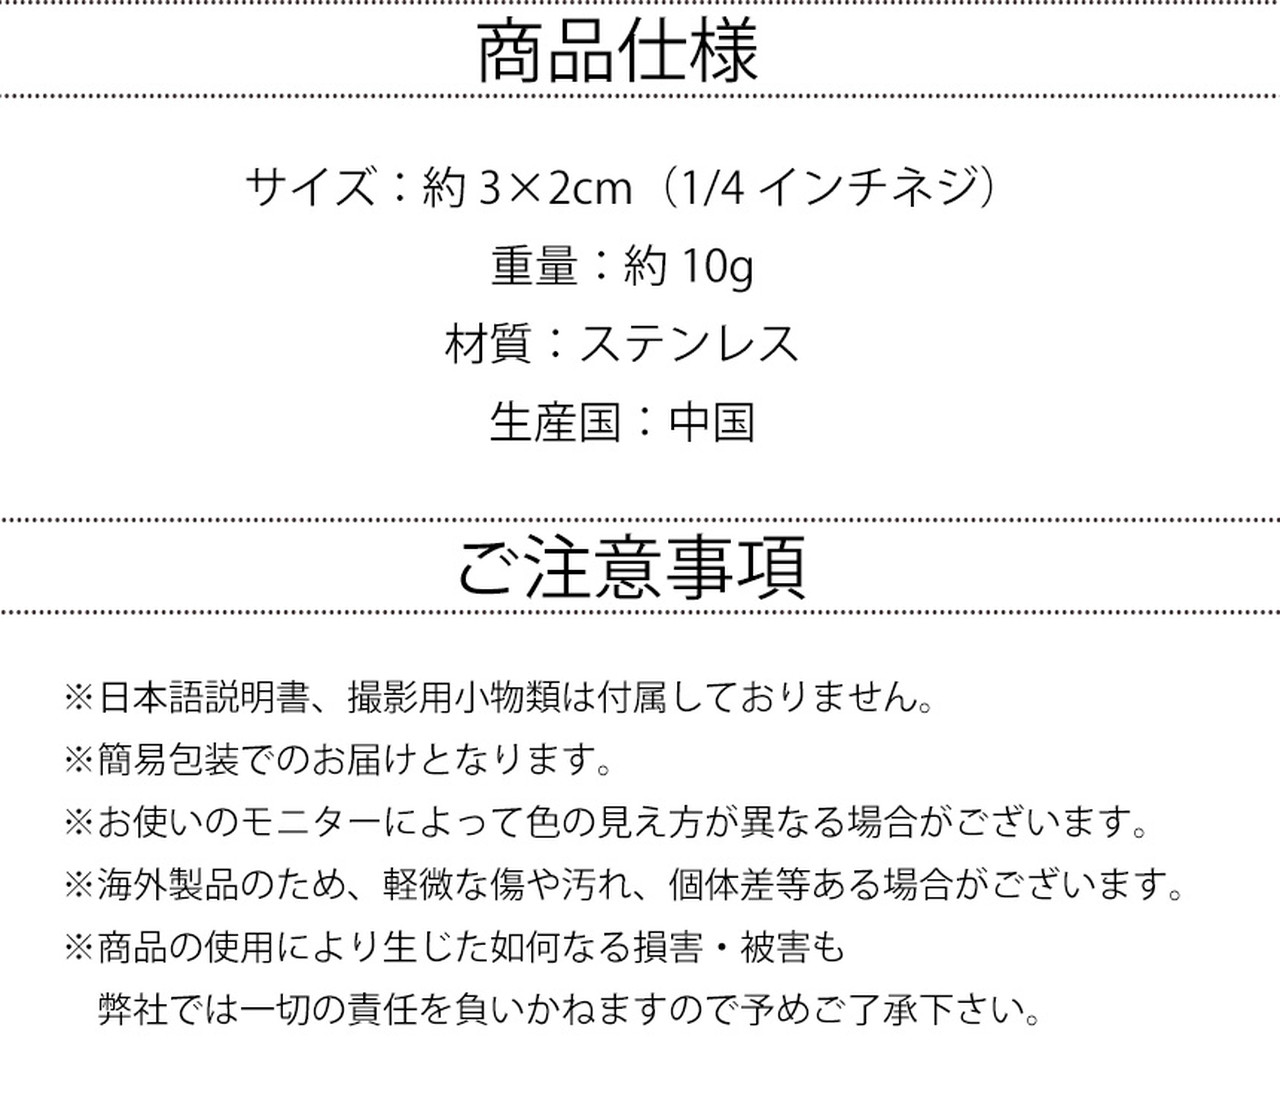 商品仕様
サイズ：約 3×2cm（1/4 インチネジ）
重量：約 10g
材質：ステンレス
生産国：中国
ご注意事項
※日本語説明書、撮影用小物類は付属しておりません。
※簡易包装でのお届けとなります。
※お使いのモニターによって色の見え方が異なる場合がございます。
※海外製品のため、軽微な傷や汚れ、個体差等ある場合がございます。
※商品の使用により生じた如何なる損害・被害も
弊社では一切の責任を負いかねますので予めご了承下さい。